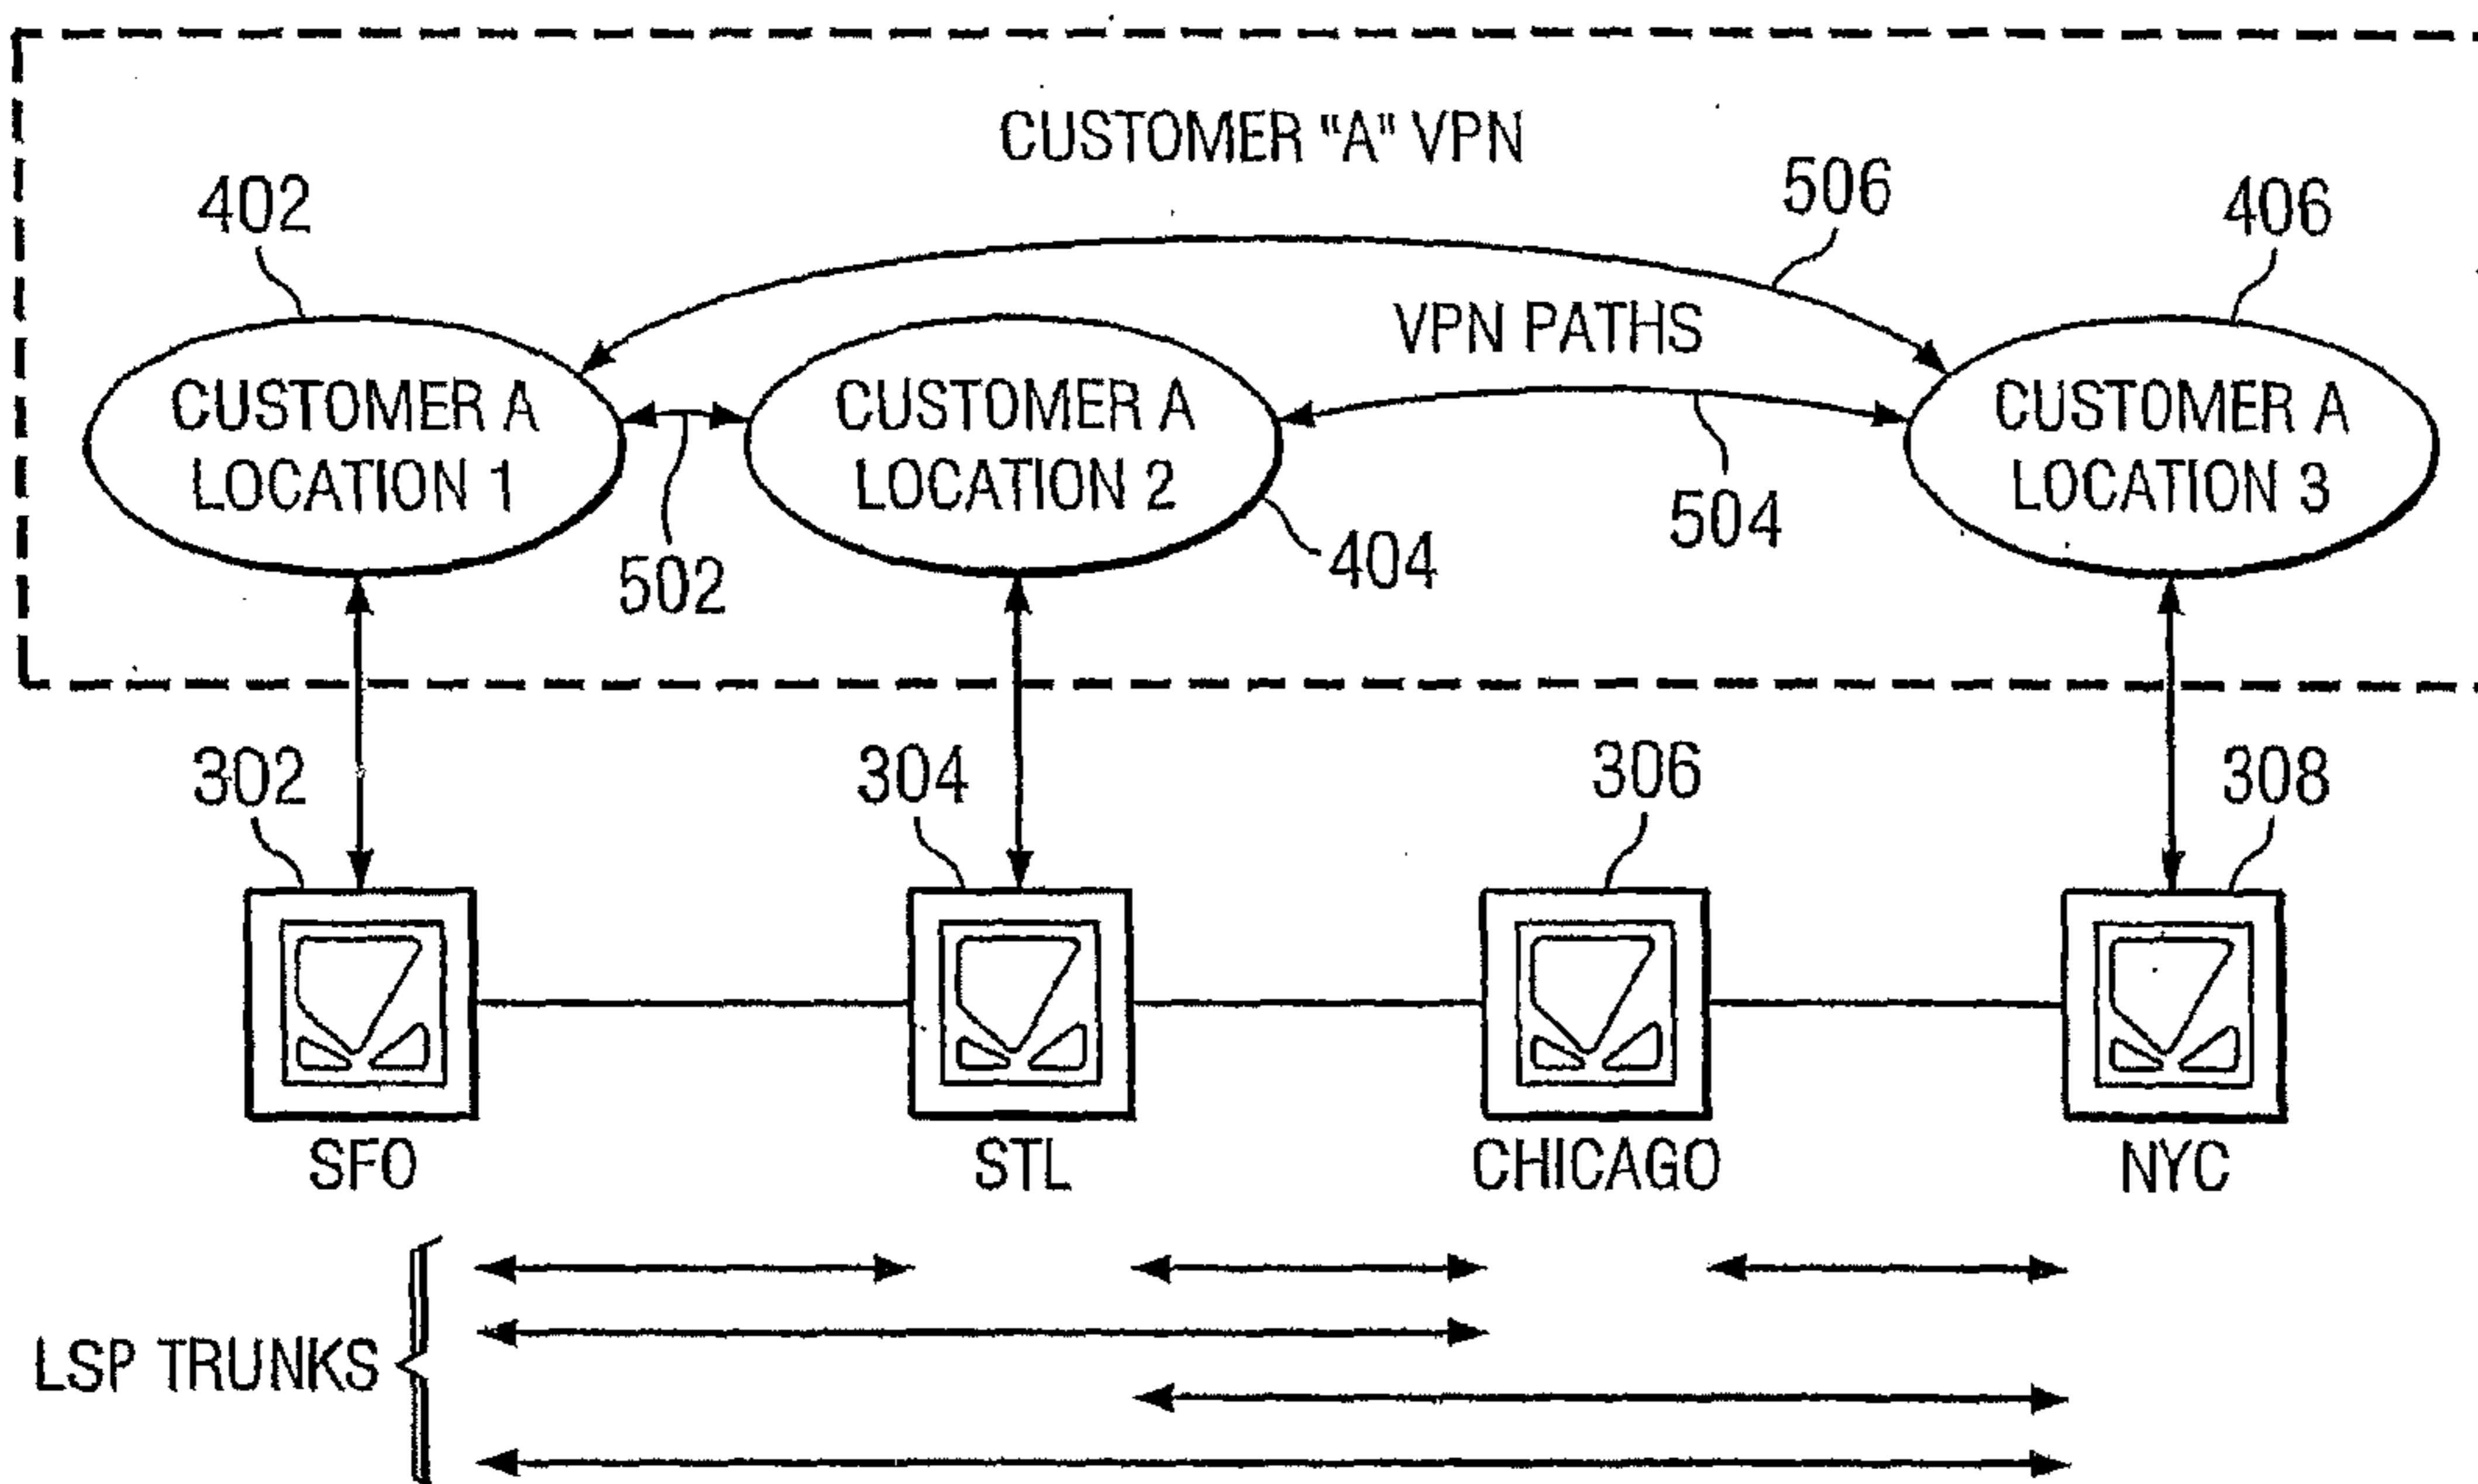 CUSTOMER "A" VPN
402
506
406
VPN PATHS
CUSTOMER A
LOCATION 1
CUSTOMER A
LOCATION 2
CUSTOMER A
LOCATION 3
502
404
504
302
304
306
308
SFO
STL
CHICAGO
NYC
LSP TRUNKS